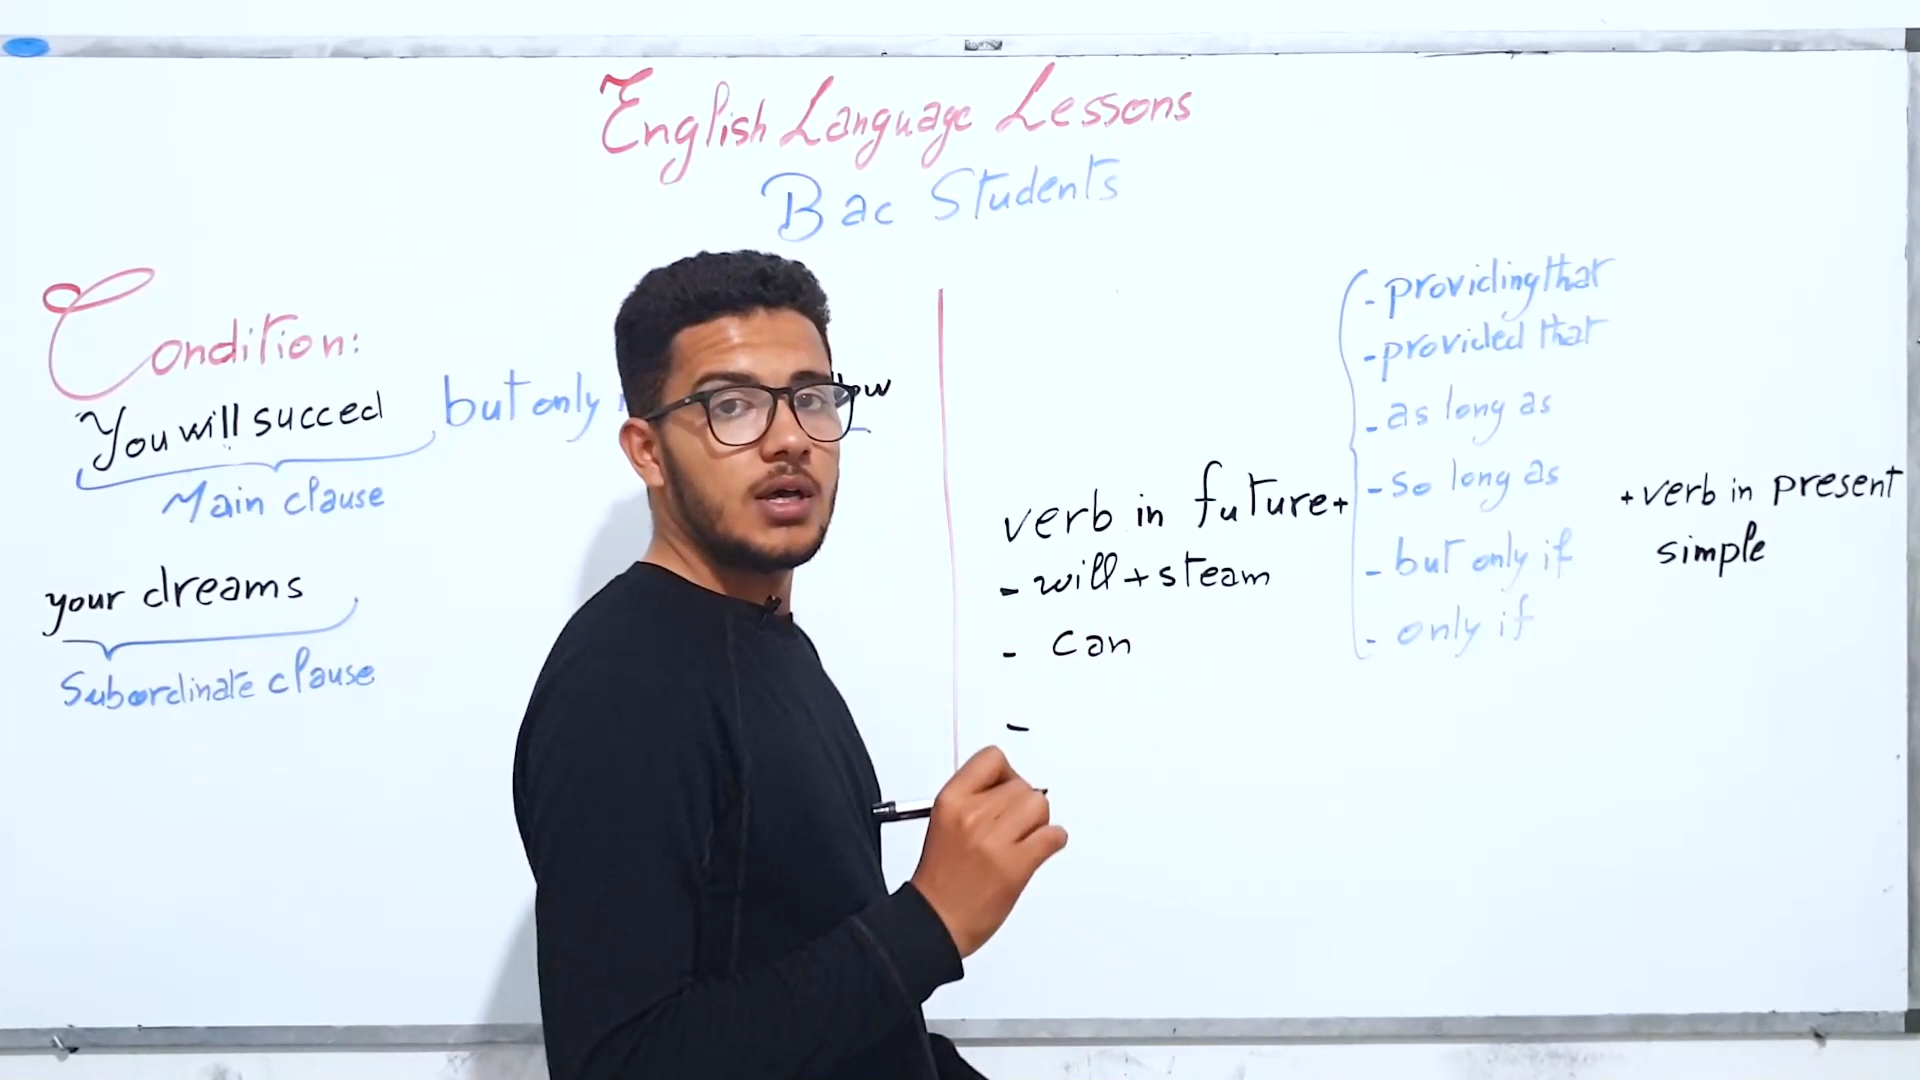 English Language Lessons
Bac Students
Condition:
You will succed but only
Main clause
your dreams
Subordinate clause
verb in future+
- will + steam
- can
-
- providing that
- provided that
- as long as
- so long as
- but only if
- only if
+ verb in present
simple